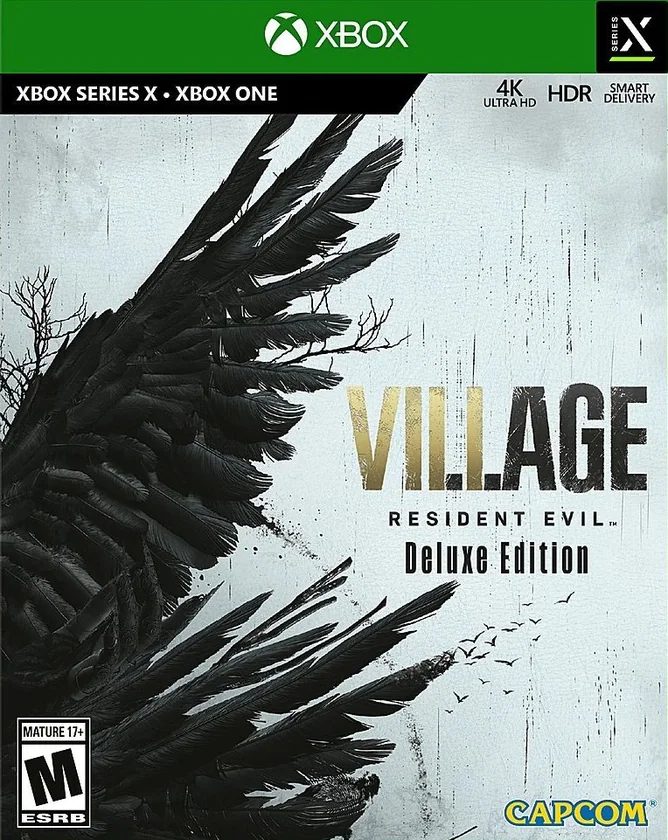 XBOX
SERIES X
XBOX SERIES X • XBOX ONE
4K
ULTRA HD
HDR
SMART
DELIVERY
VILLAGE
RESIDENT EVIL™
Deluxe Edition
MATURE 17+
M
ESRB
CAPCOM®